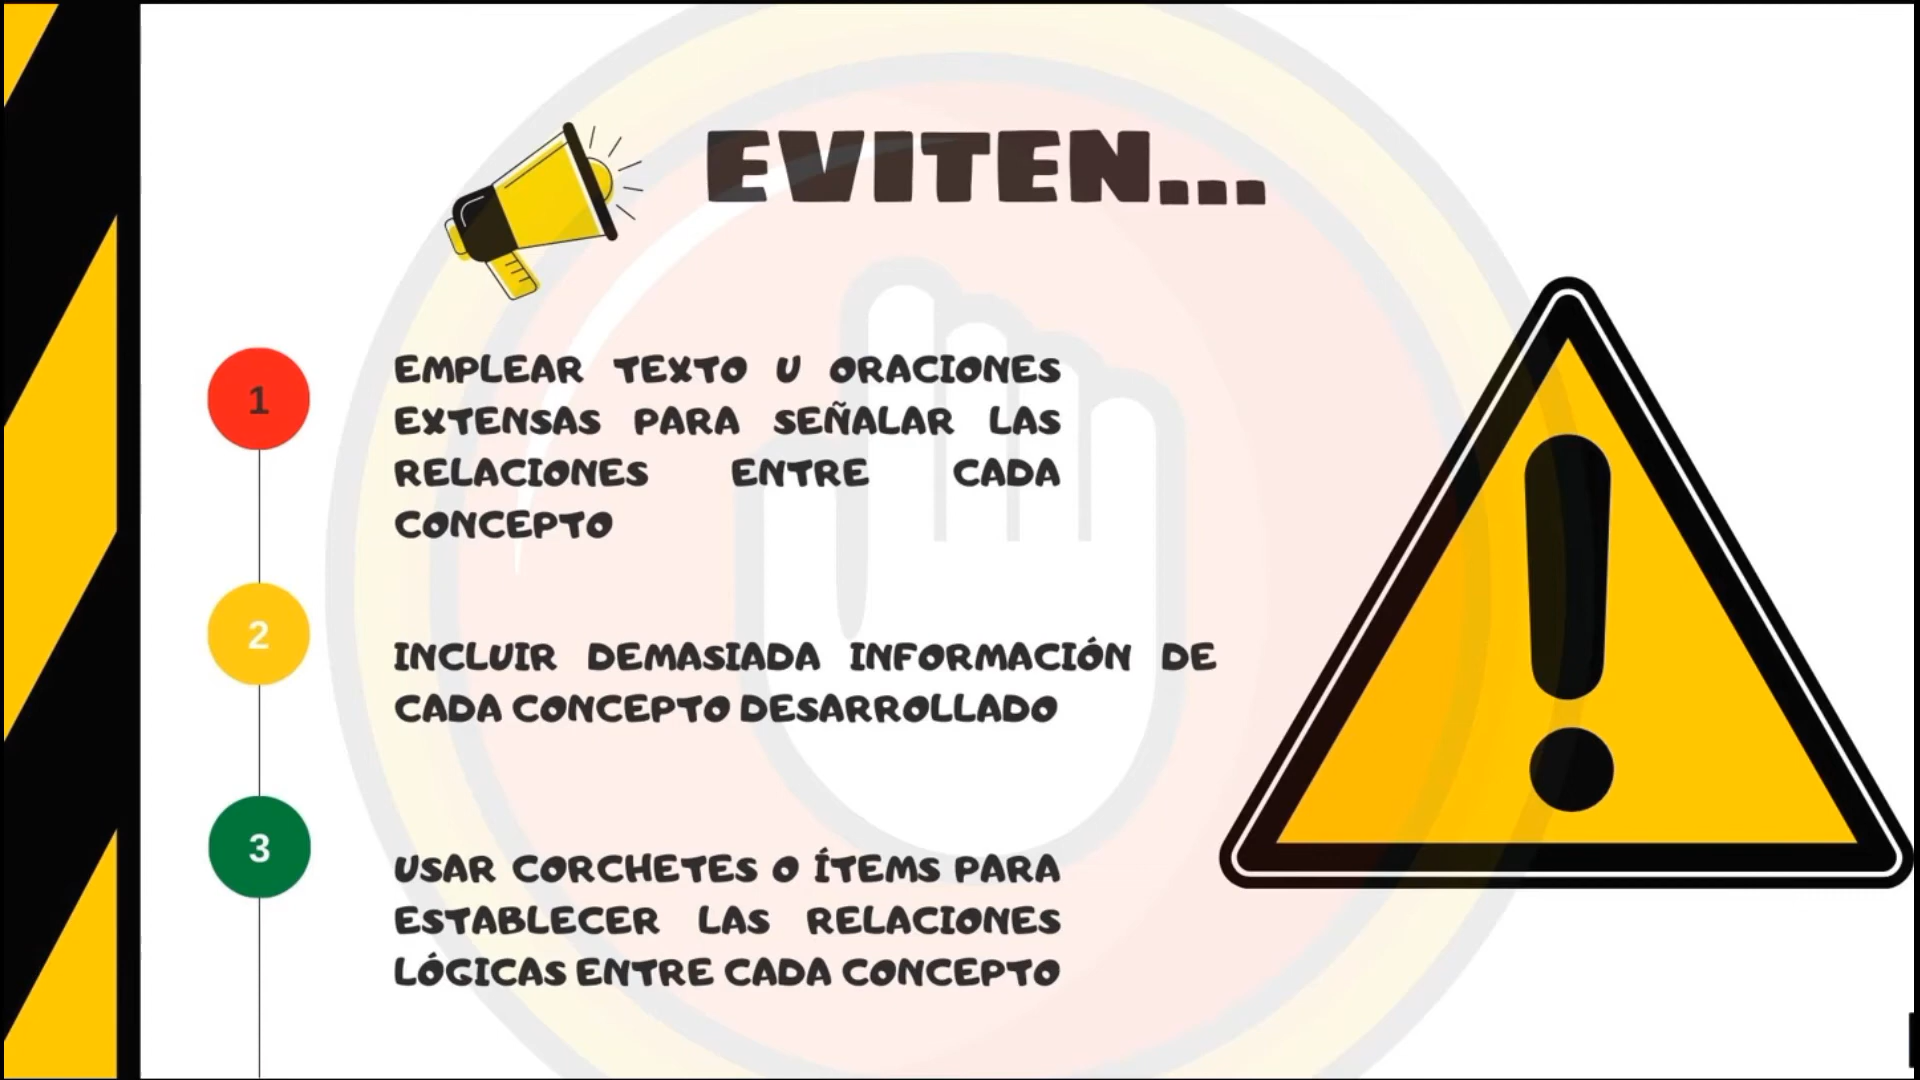 EVITEN...
1
EMPLEAR TEXTO U ORACIONES
EXTENSAS PARA SEÑALAR LAS
RELACIONES ENTRE CADA
CONCEPTO
2
INCLUIR DEMASIADA INFORMACIÓN DE
CADA CONCEPTO DESARROLLADO
3
USAR CORCHETES O ÍTEMS PARA
ESTABLECER LAS RELACIONES
LÓGICAS ENTRE CADA CONCEPTO